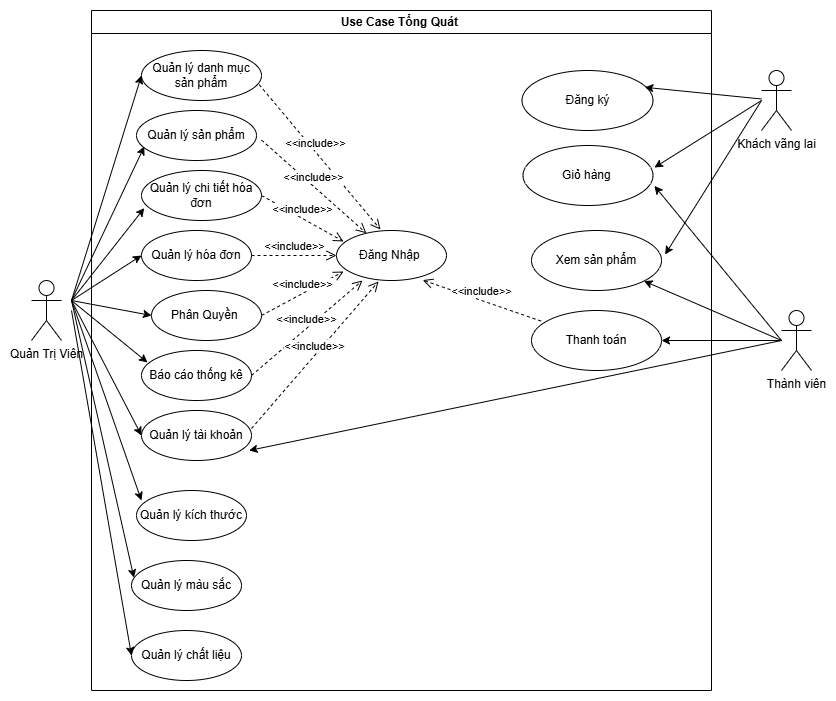 Use Case Tổng Quát
Quản lý danh mục
sản phẩm
Quản lý sản phẩm
Quản lý chi tiết hóa
đơn
Quản lý hóa đơn
Phân Quyền
Báo cáo thống kê
Quản lý tài khoản
Quản lý kích thước
Quản lý màu sắc
Quản lý chất liệu
Quản Trị Viên
<<include>>
<<include>>
<<include>>
<<include>>
<<include>>
<<include>>
<<include>>
Đăng Nhập
<<include>>
Đăng ký
Giỏ hàng
Xem sản phẩm
Thanh toán
Khách vãng lai
Thành viên